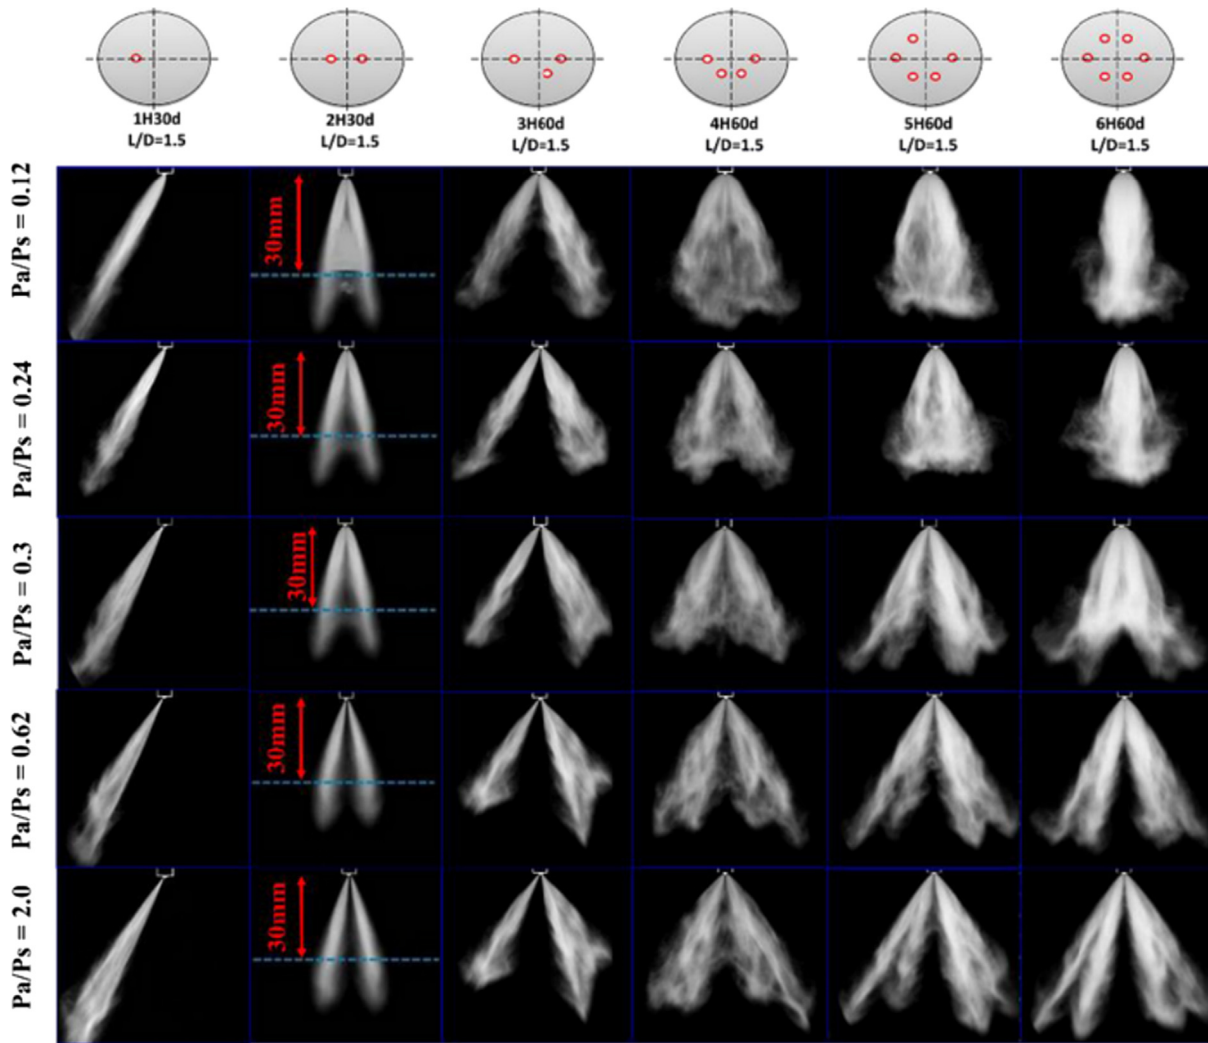 1H30d
L/D=1.5
2H30d
L/D=1.5
3H60d
L/D=1.5
4H60d
L/D=1.5
5H60d
L/D=1.5
6H60d
L/D=1.5
Pa/Ps = 0.12
30mm
Pa/Ps = 0.24
30mm
Pa/Ps = 0.3
30mm
Pa/Ps = 0.62
30mm
Pa/Ps = 2.0
30mm